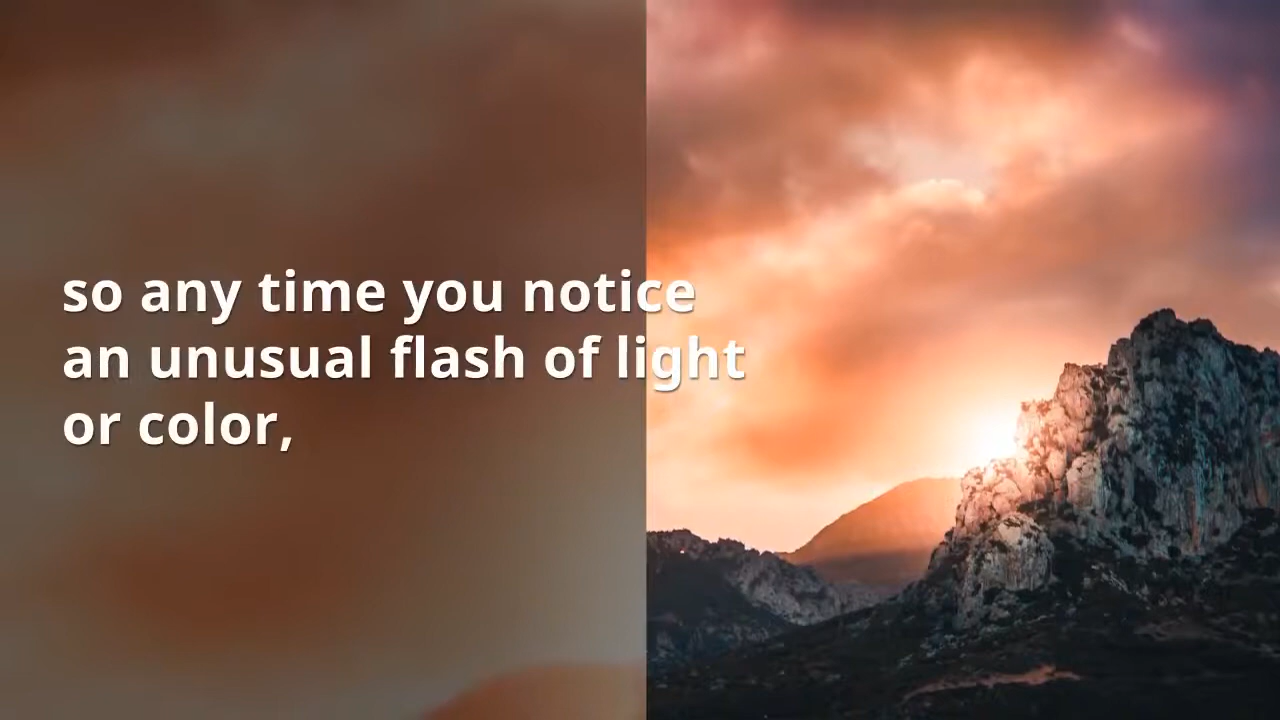 so any time you notice
an unusual flash of light
or color,